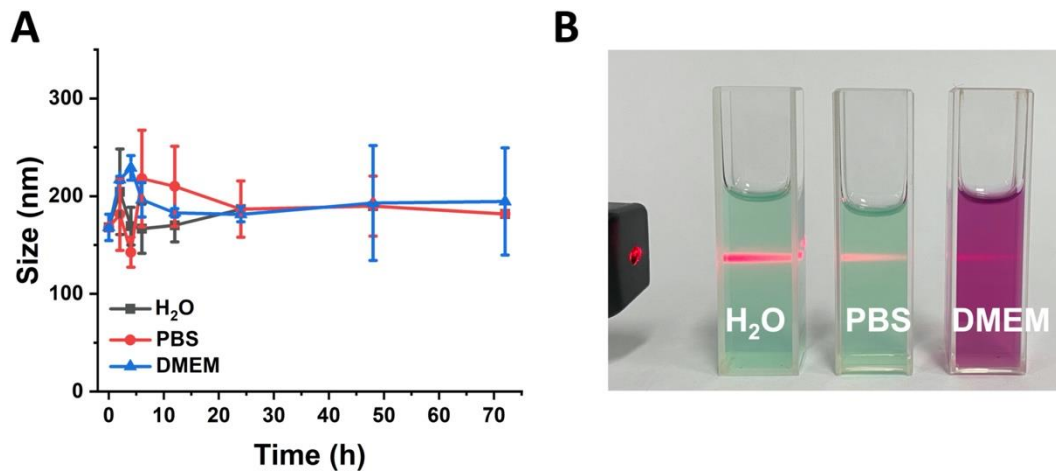 A
B
300
200
100
0
Size (nm)
H₂O
PBS
DMEM
0 10 20 30 40 50 60 70
Time (h)
H₂O PBS DMEM